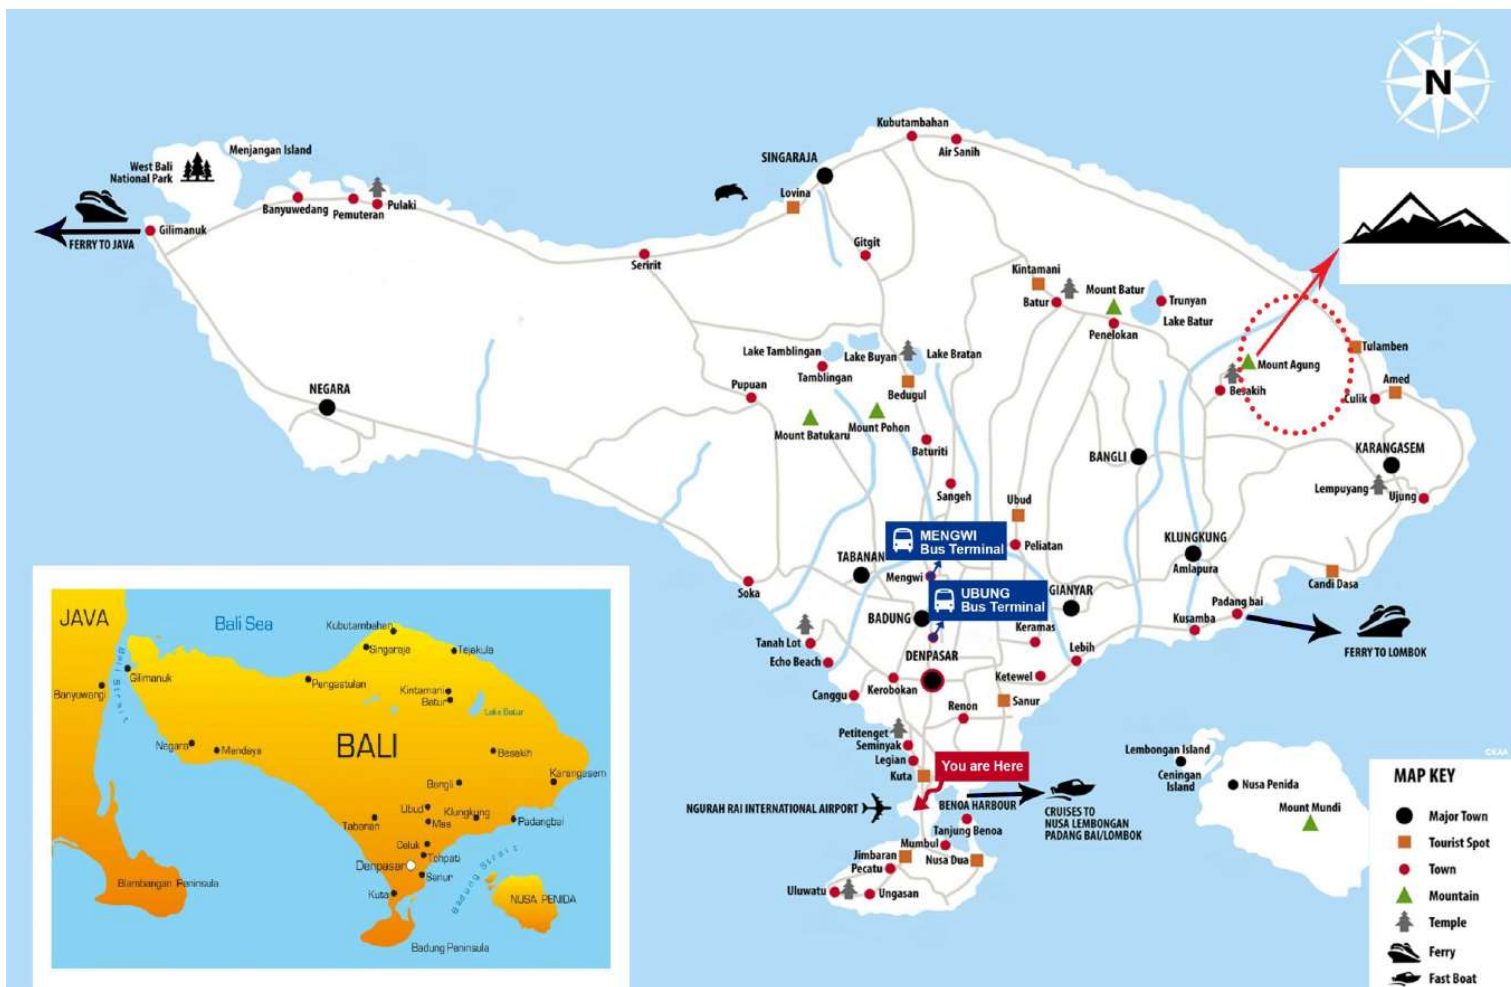 N
Kubutambahan
Air Sanih
SINGARAJA
Menjangan Island
West Bali
National Park
Lovina
Banyuwedang
Pemuteran
Pulaki
Gilimanuk
FERRY TO JAVA
Seririt
Gitgit
Kintamani
Batur
Mount Batur
Trunyan
Lake Batur
Penelokan
Lake Tamblingan
Tamblingan
Lake Buyan
Lake Bratan
Bedugul
Tulamben
Mount Agung
Besakih
Amed
Culik
NEGARA
Pupuan
Mount Batukaru
Mount Pohon
Baturiti
BANGLI
KARANGASEM
Lempuyang
Ujung
Sangeh
Ubud
MENGWI
Bus Terminal
Peliatan
KLUNGKUNG
Amlapura
TABANAN
Mengwi
Soka
UBUNG
Bus Terminal
GIANYAR
Candi Dasa
Padang bai
BADUNG
Kusamba
Keramas
Tanah Lot
Lebih
FERRY TO LOMBOK
DENPASAR
Echo Beach
Ketewel
Kerobokan
Canggu
Sanur
Renon
Petitenget
Seminyak
Legian
Kuta
You are Here
NGURAH RAI INTERNATIONAL AIRPORT
BENOA HARBOUR
CRUISES TO
NUSA LEMBONGAN
PADANG BAI/LOMBOK
Tanjung Benoa
Mumbul
Jimbaran
Pecatu
Nusa Dua
Uluwatu
Ungasan
Lembongan Island
Ceningan
Island
Nusa Penida
Mount Mundi
MAP KEY
Major Town
Tourist Spot
Town
Mountain
Temple
Ferry
Fast Boat
JAVA
Bali Sea
Kubutambahan
Singaraja
Tejakula
Bali Strait
Gilimanuk
Banyuwangi
Pengastulan
Kintamani
Batur
Lake Batur
Negara
Mendaya
BALI
Besekih
Karangasem
Bangli
Ubud
Klungkung
Tabanan
Mas
Padangbai
Celuk
Tohpati
Denpasar
Sanur
Blambangan Peninsula
Kuta
Badung Strait
NUSA PENIDA
Badung Peninsula